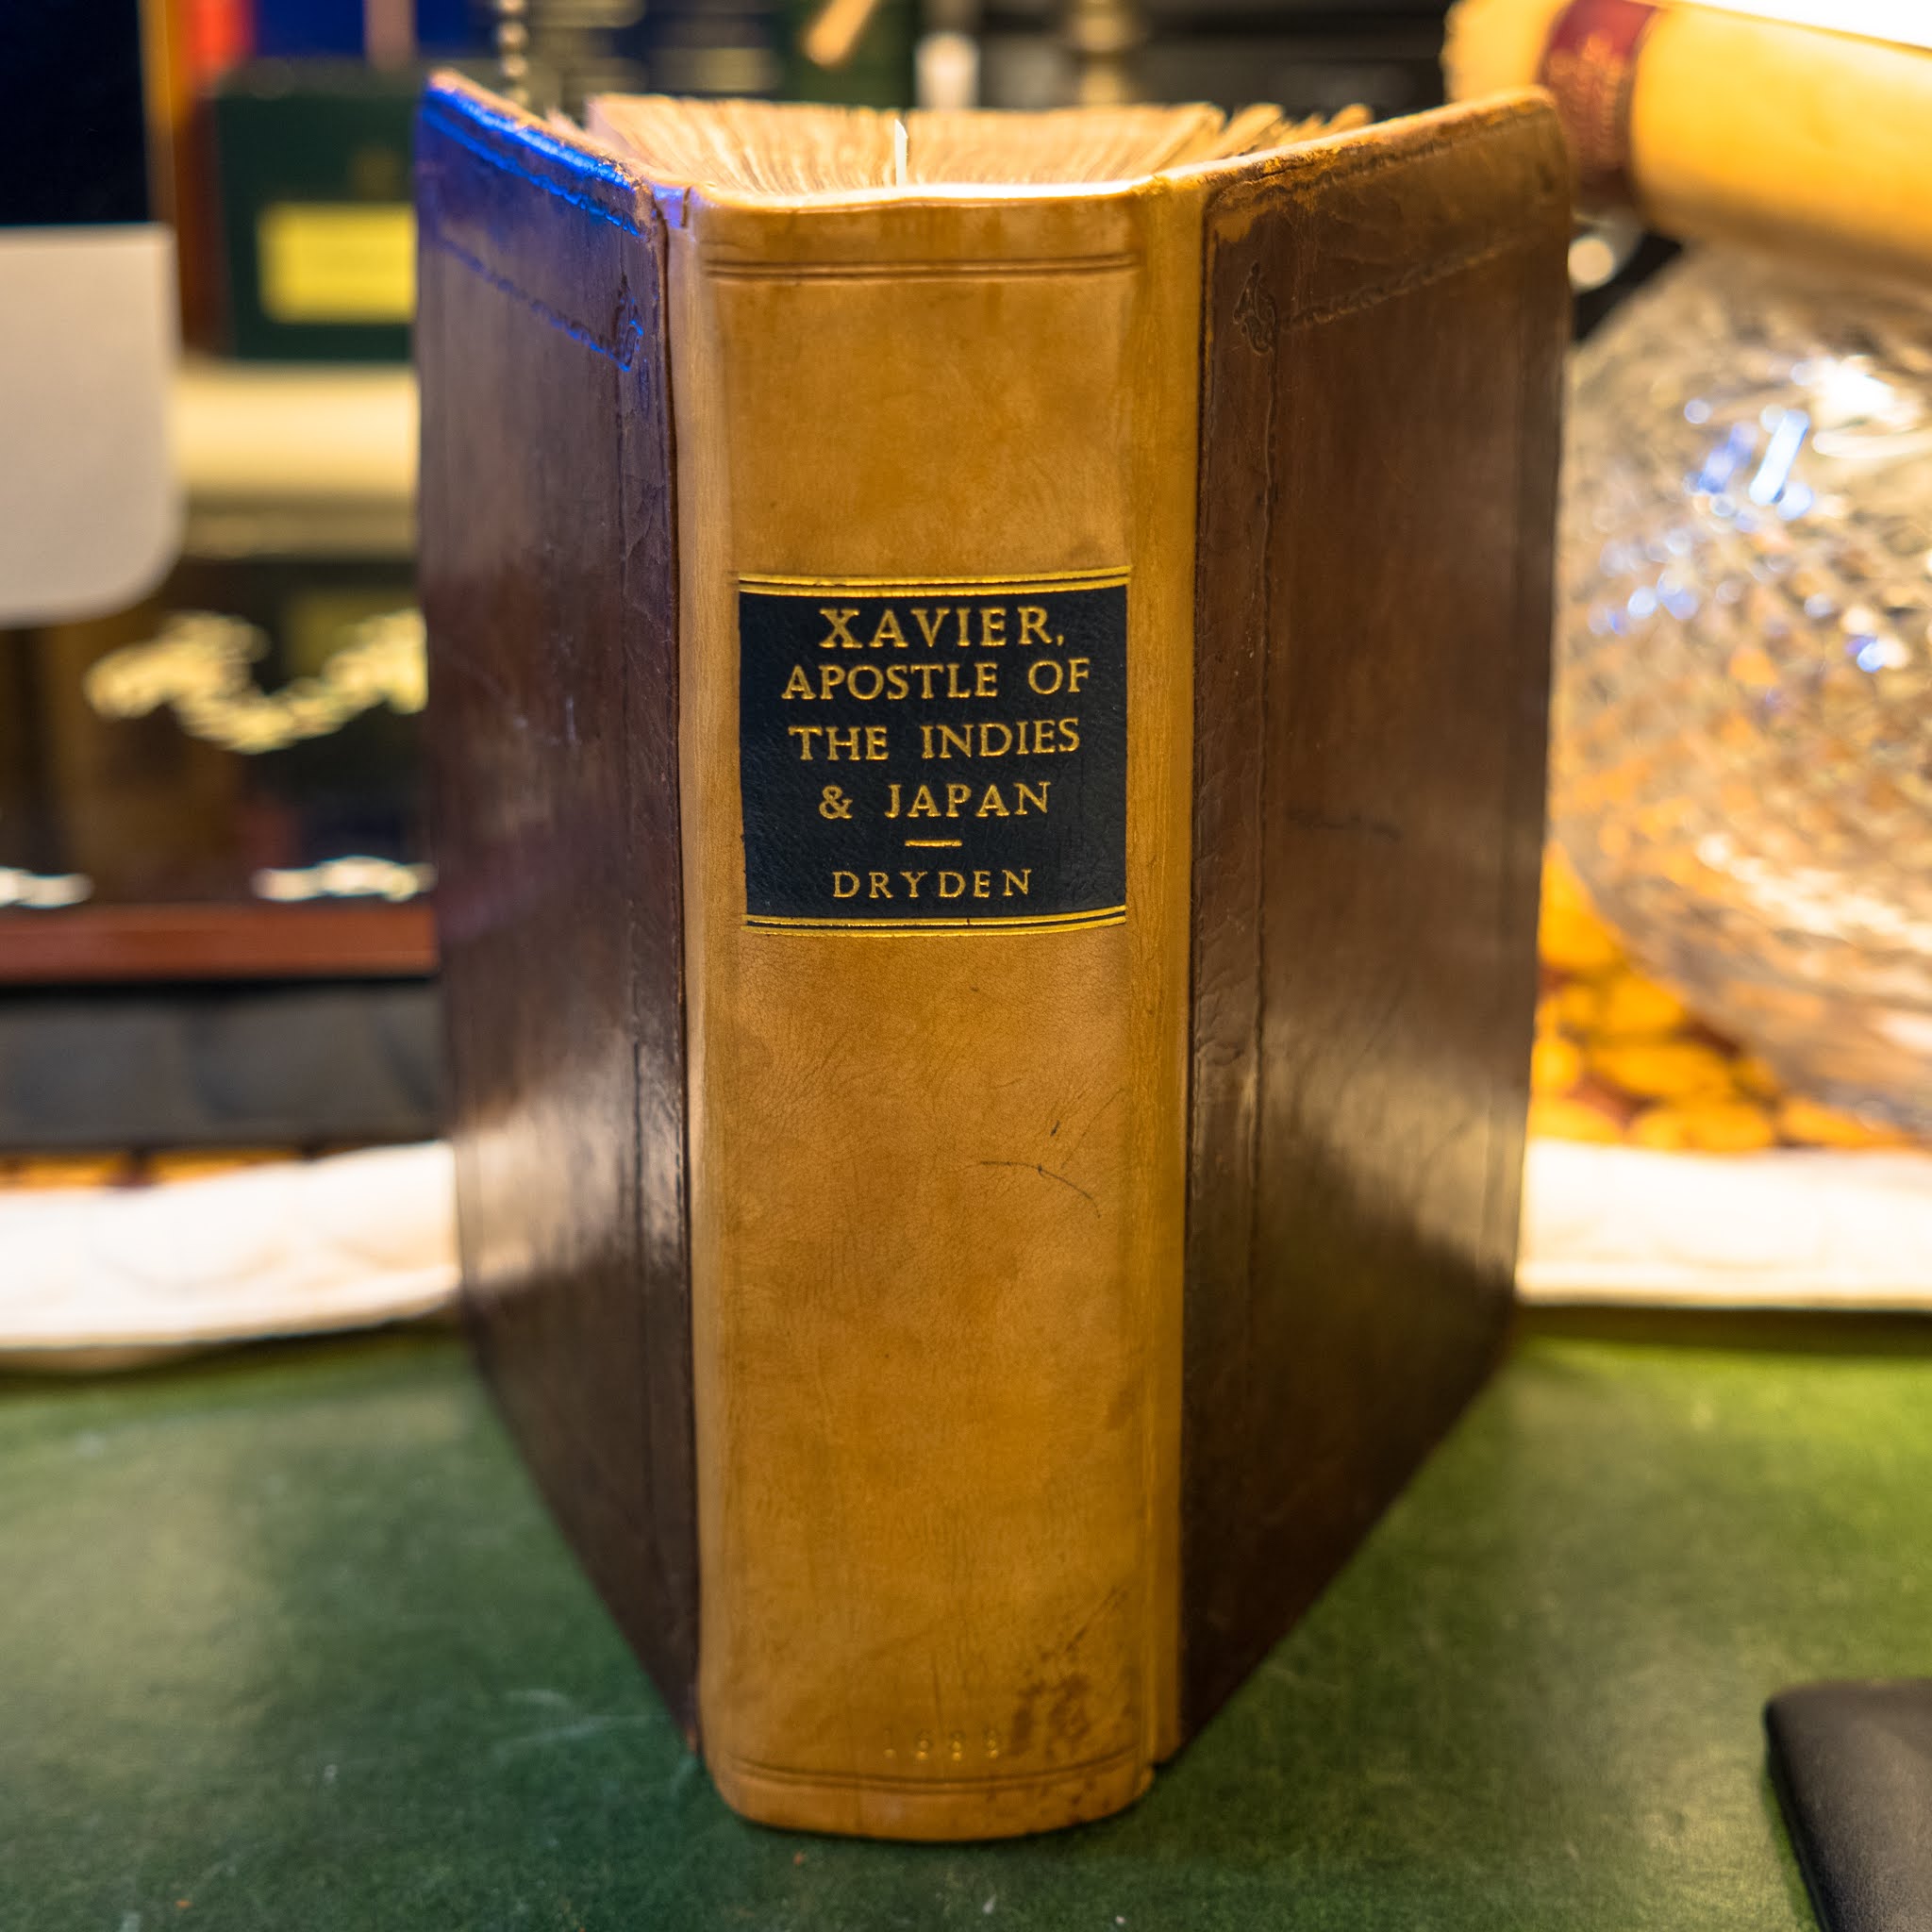 XAVIER,
APOSTLE OF
THE INDIES
& JAPAN
DRYDEN